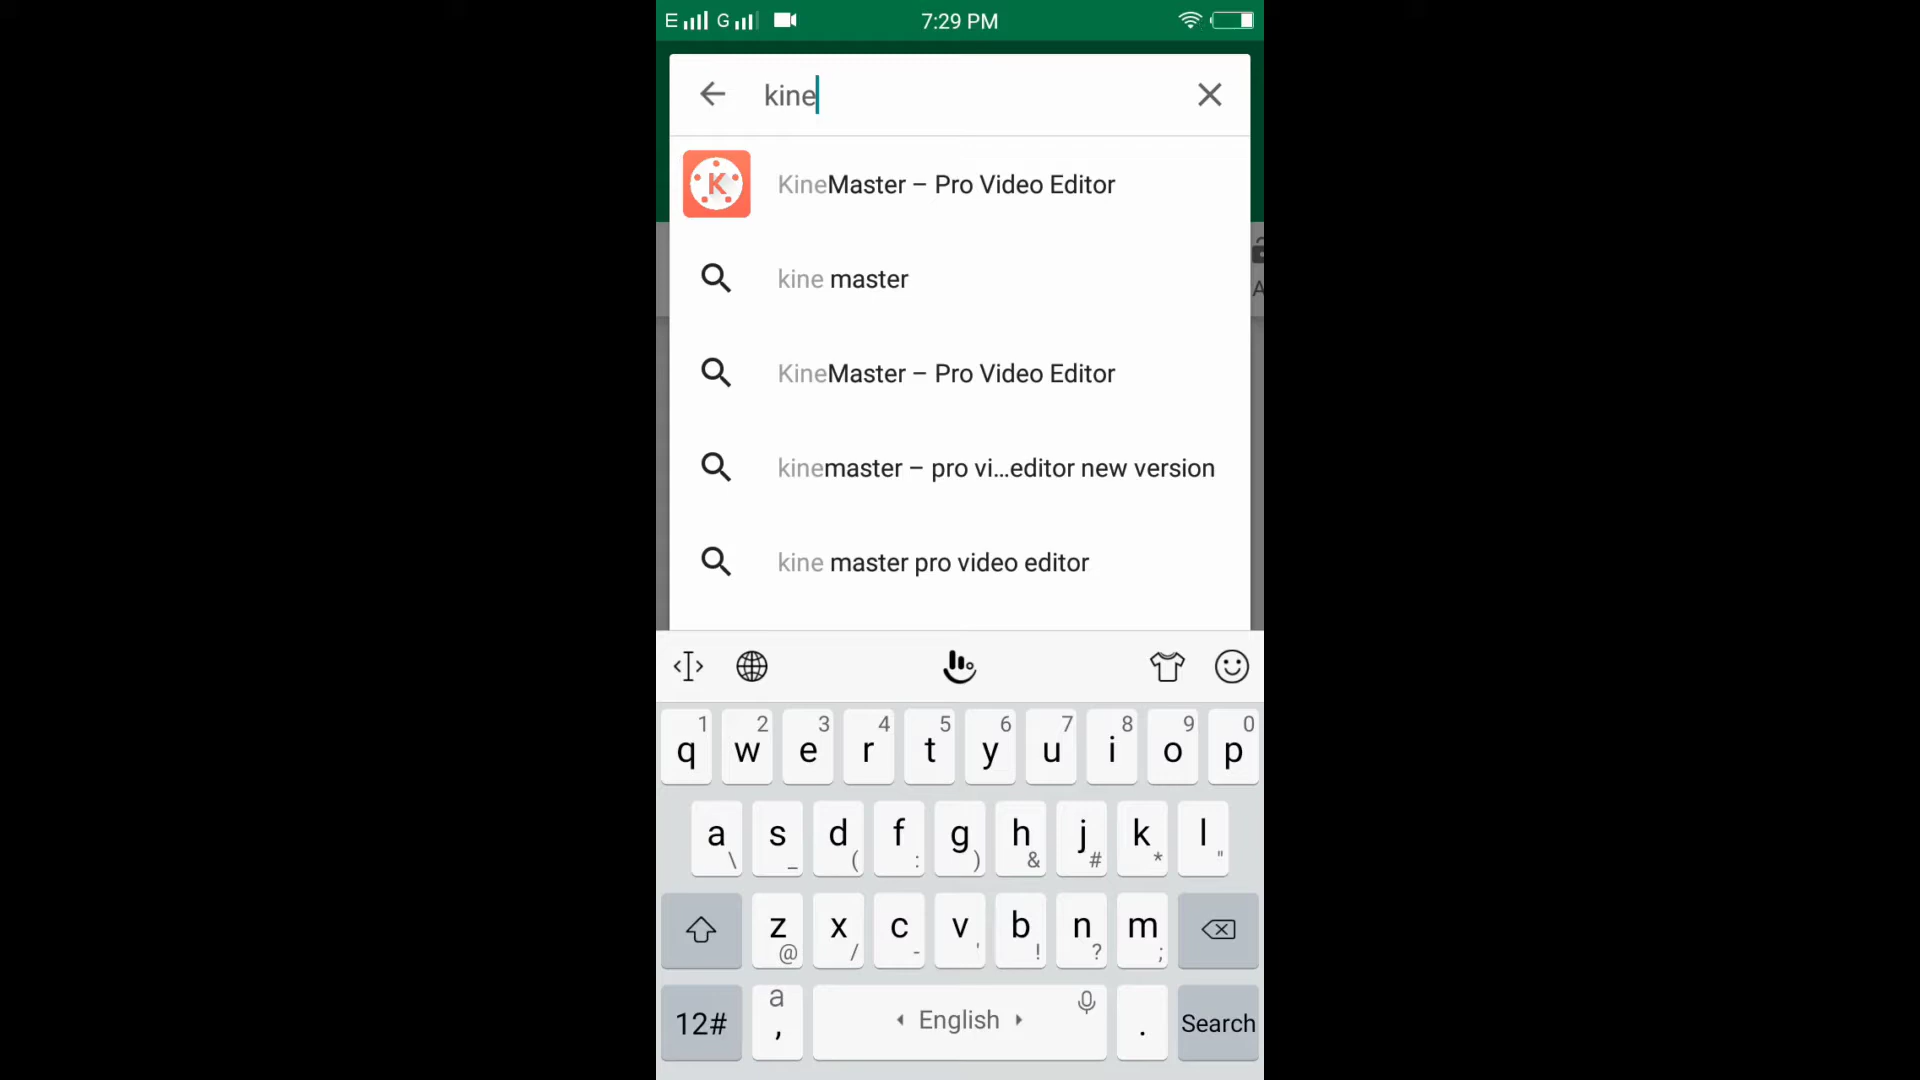 E G 7:29 PM
kine
K KineMaster – Pro Video Editor
kine master
KineMaster – Pro Video Editor
kinemaster – pro vi...editor new version
kine master pro video editor
A
1 2 3 4 5 6 7 8 9 0
q w e r t y u i o p
a s d f g h j k l
\ _ ( : ) & # * "
z x c v b n m
@ / - ' ! ? ;
12# a , English . Search